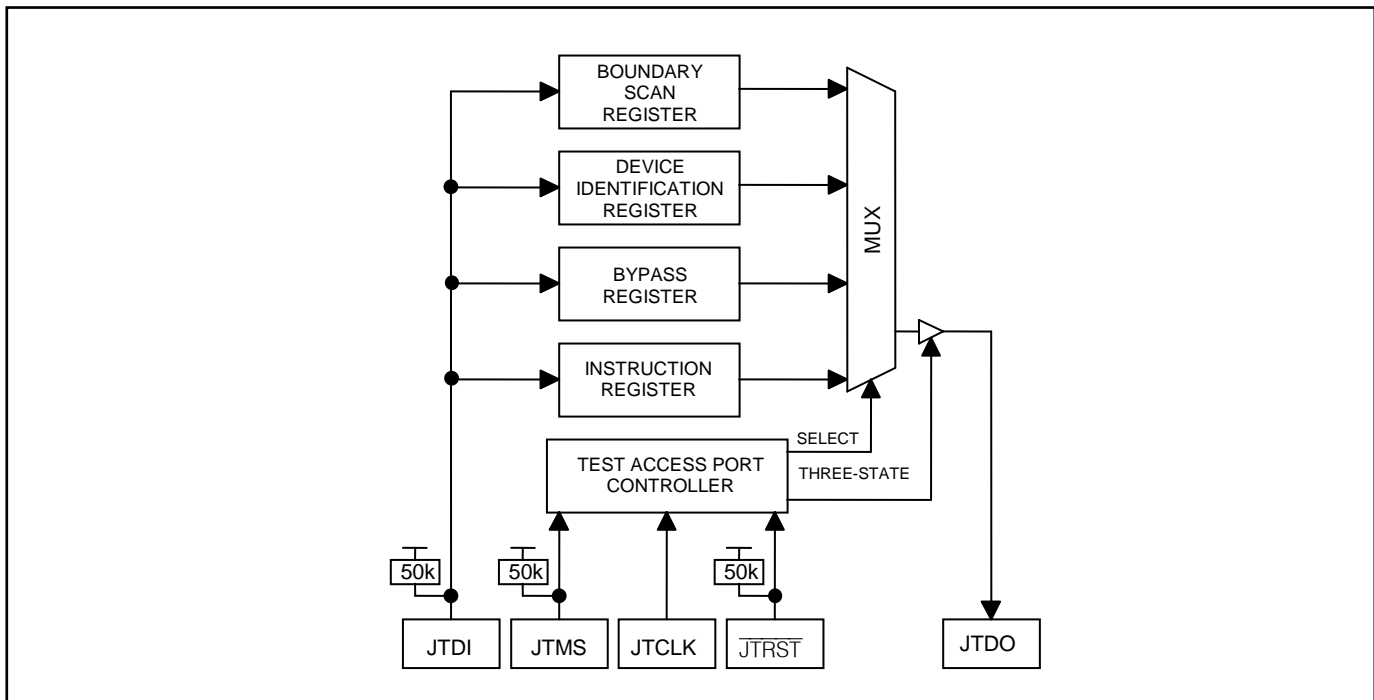 BOUNDARY
SCAN
REGISTER
DEVICE
IDENTIFICATION
REGISTER
BYPASS
REGISTER
INSTRUCTION
REGISTER
MUX
SELECT
THREE-STATE
TEST ACCESS PORT
CONTROLLER
50k
50k
50k
JTDI
JTMS
JTCLK
J̅T̅R̅S̅T̅
JTDO